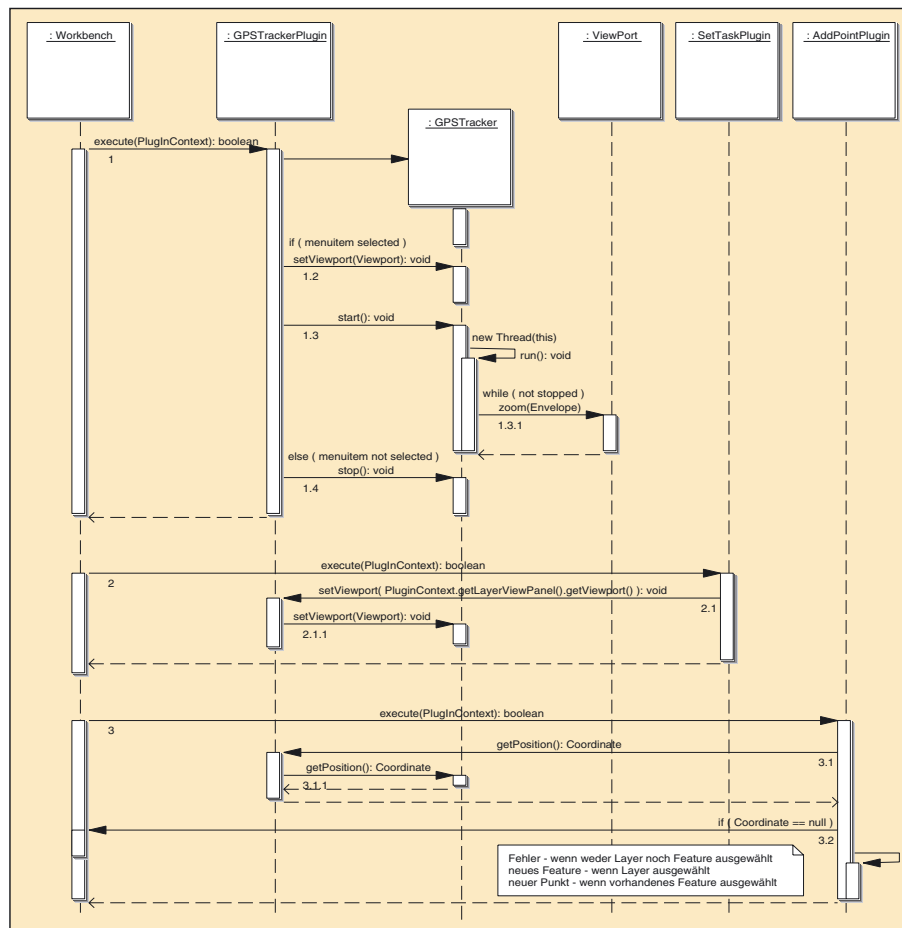 : Workbench
: GPSTrackerPlugin
: ViewPort
: SetTaskPlugin
: AddPointPlugin
: GPSTracker
execute(PlugInContext): boolean
1
if ( menuitem selected )
setViewport(Viewport): void
1.2
start(): void
1.3
new Thread(this)
run(): void
while ( not stopped )
zoom(Envelope)
1.3.1
else ( menuitem not selected )
stop(): void
1.4
execute(PlugInContext): boolean
2
setViewport( PluginContext.getLayerViewPanel().getViewport() ): void
2.1
setViewport(Viewport): void
2.1.1
execute(PlugInContext): boolean
3
getPosition(): Coordinate
3.1
getPosition(): Coordinate
3.1.1
if ( Coordinate == null )
3.2
Fehler - wenn weder Layer noch Feature ausgewählt
neues Feature - wenn Layer ausgewählt
neuer Punkt - wenn vorhandenes Feature ausgewählt